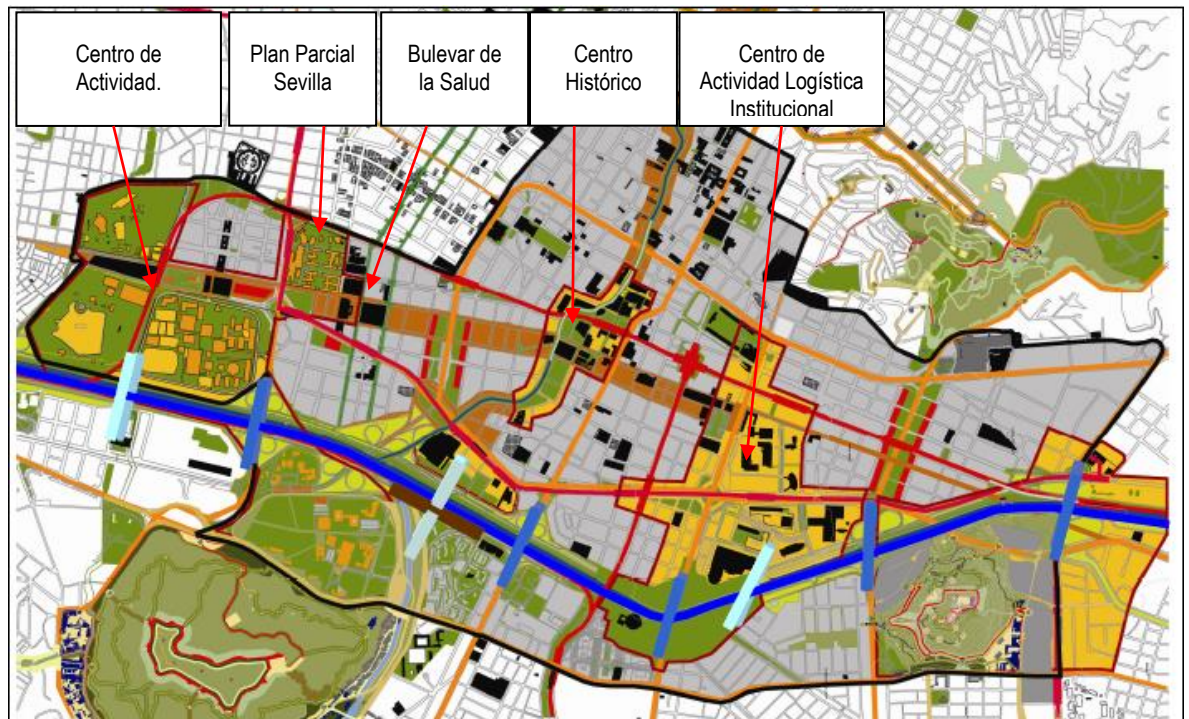 Centro de
Actividad.
Plan Parcial
Sevilla
Bulevar de
la Salud
Centro
Histórico
Centro de
Actividad Logística
Institucional